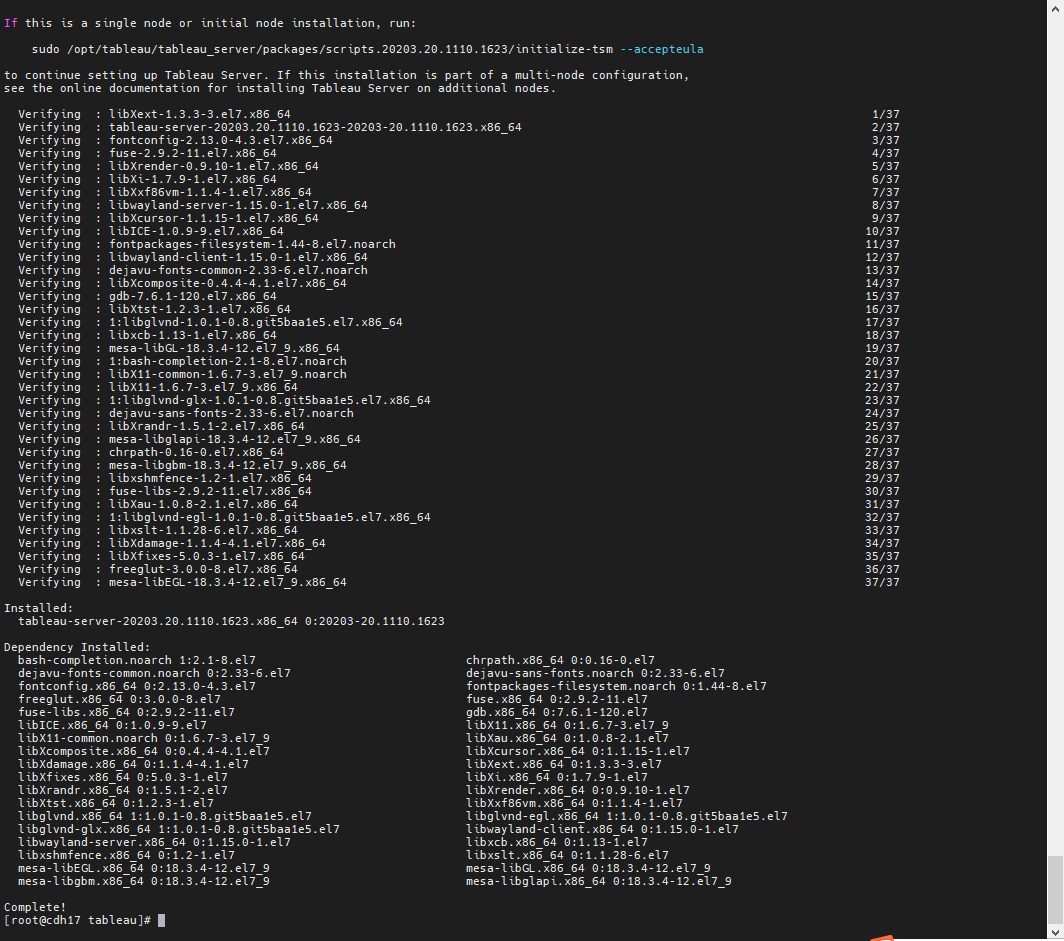 If this is a single node or initial node installation, run:
sudo /opt/tableau/tableau_server/packages/scripts.20203.20.1110.1623/initialize-tsm --accepteula
to continue setting up Tableau Server. If this installation is part of a multi-node configuration,
see the online documentation for installing Tableau Server on additional nodes.
Verifying : libXext-1.3.3-3.el7.x86_64 1/37
Verifying : tableau-server-20203.20.1110.1623-20203-20.1110.1623.x86_64 2/37
Verifying : fontconfig-2.13.0-4.3.el7.x86_64 3/37
Verifying : fuse-2.9.2-11.el7.x86_64 4/37
Verifying : libXrender-0.9.10-1.el7.x86_64 5/37
Verifying : libXi-1.7.9-1.el7.x86_64 6/37
Verifying : libXxf86vm-1.1.4-1.el7.x86_64 7/37
Verifying : libwayland-server-1.15.0-1.el7.x86_64 8/37
Verifying : libXcursor-1.1.15-1.el7.x86_64 9/37
Verifying : libICE-1.0.9-9.el7.x86_64 10/37
Verifying : fontpackages-filesystem-1.44-8.el7.noarch 11/37
Verifying : libwayland-client-1.15.0-1.el7.x86_64 12/37
Verifying : dejavu-fonts-common-2.33-6.el7.noarch 13/37
Verifying : libXcomposite-0.4.4-4.1.el7.x86_64 14/37
Verifying : gdb-7.6.1-120.el7.x86_64 15/37
Verifying : libXtst-1.2.3-1.el7.x86_64 16/37
Verifying : 1:libglvnd-1.0.1-0.8.git5baa1e5.el7.x86_64 17/37
Verifying : libxcb-1.13-1.el7.x86_64 18/37
Verifying : mesa-libGL-18.3.4-12.el7_9.x86_64 19/37
Verifying : 1:bash-completion-2.1-8.el7.noarch 20/37
Verifying : libX11-common-1.6.7-3.el7_9.noarch 21/37
Verifying : libX11-1.6.7-3.el7_9.x86_64 22/37
Verifying : 1:libglvnd-glx-1.0.1-0.8.git5baa1e5.el7.x86_64 23/37
Verifying : dejavu-sans-fonts-2.33-6.el7.noarch 24/37
Verifying : libXrandr-1.5.1-2.el7.x86_64 25/37
Verifying : mesa-libglapi-18.3.4-12.el7_9.x86_64 26/37
Verifying : chrpath-0.16-0.el7.x86_64 27/37
Verifying : mesa-libgbm-18.3.4-12.el7_9.x86_64 28/37
Verifying : libxshmfence-1.2-1.el7.x86_64 29/37
Verifying : fuse-libs-2.9.2-11.el7.x86_64 30/37
Verifying : libXau-1.0.8-2.1.el7.x86_64 31/37
Verifying : 1:libglvnd-egl-1.0.1-0.8.git5baa1e5.el7.x86_64 32/37
Verifying : libxslt-1.1.28-6.el7.x86_64 33/37
Verifying : libXdamage-1.1.4-4.1.el7.x86_64 34/37
Verifying : libXfixes-5.0.3-1.el7.x86_64 35/37
Verifying : freeglut-3.0.0-8.el7.x86_64 36/37
Verifying : mesa-libEGL-18.3.4-12.el7_9.x86_64 37/37
Installed:
tableau-server-20203.20.1110.1623.x86_64 0:20203-20.1110.1623
Dependency Installed:
bash-completion.noarch 1:2.1-8.el7 chrpath.x86_64 0:0.16-0.el7
dejavu-fonts-common.noarch 0:2.33-6.el7 dejavu-sans-fonts.noarch 0:2.33-6.el7
fontconfig.x86_64 0:2.13.0-4.3.el7 fontpackages-filesystem.noarch 0:1.44-8.el7
freeglut.x86_64 0:3.0.0-8.el7 fuse.x86_64 0:2.9.2-11.el7
fuse-libs.x86_64 0:2.9.2-11.el7 gdb.x86_64 0:7.6.1-120.el7
libICE.x86_64 0:1.0.9-9.el7 libX11.x86_64 0:1.6.7-3.el7_9
libX11-common.noarch 0:1.6.7-3.el7_9 libXau.x86_64 0:1.0.8-2.1.el7
libXcomposite.x86_64 0:0.4.4-4.1.el7 libXcursor.x86_64 0:1.1.15-1.el7
libXdamage.x86_64 0:1.1.4-4.1.el7 libXext.x86_64 0:1.3.3-3.el7
libXfixes.x86_64 0:5.0.3-1.el7 libXi.x86_64 0:1.7.9-1.el7
libXrandr.x86_64 0:1.5.1-2.el7 libXrender.x86_64 0:0.9.10-1.el7
libXtst.x86_64 0:1.2.3-1.el7 libXxf86vm.x86_64 0:1.1.4-1.el7
libglvnd.x86_64 1:1.0.1-0.8.git5baa1e5.el7 libglvnd-egl.x86_64 1:1.0.1-0.8.git5baa1e5.el7
libglvnd-glx.x86_64 1:1.0.1-0.8.git5baa1e5.el7 libwayland-client.x86_64 0:1.15.0-1.el7
libwayland-server.x86_64 0:1.15.0-1.el7 libxcb.x86_64 0:1.13-1.el7
libxshmfence.x86_64 0:1.2-1.el7 libxslt.x86_64 0:1.1.28-6.el7
mesa-libEGL.x86_64 0:18.3.4-12.el7_9 mesa-libGL.x86_64 0:18.3.4-12.el7_9
mesa-libgbm.x86_64 0:18.3.4-12.el7_9 mesa-libglapi.x86_64 0:18.3.4-12.el7_9
Complete!
[root@cdh17 tableau]#